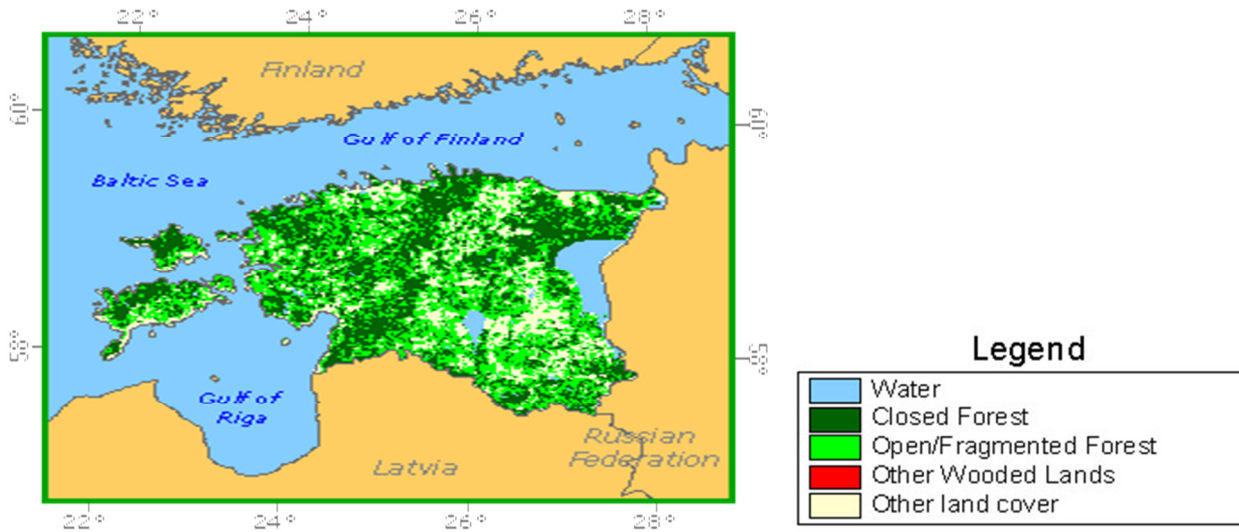 22° 24° 26° 28°
Finland
60° 60°
Gulf of Finland
Baltic Sea
58° 58°
Gulf of
Riga
Russian
Federation
Latvia
22° 24° 26° 28°
Legend
Water
Closed Forest
Open/Fragmented Forest
Other Wooded Lands
Other land cover